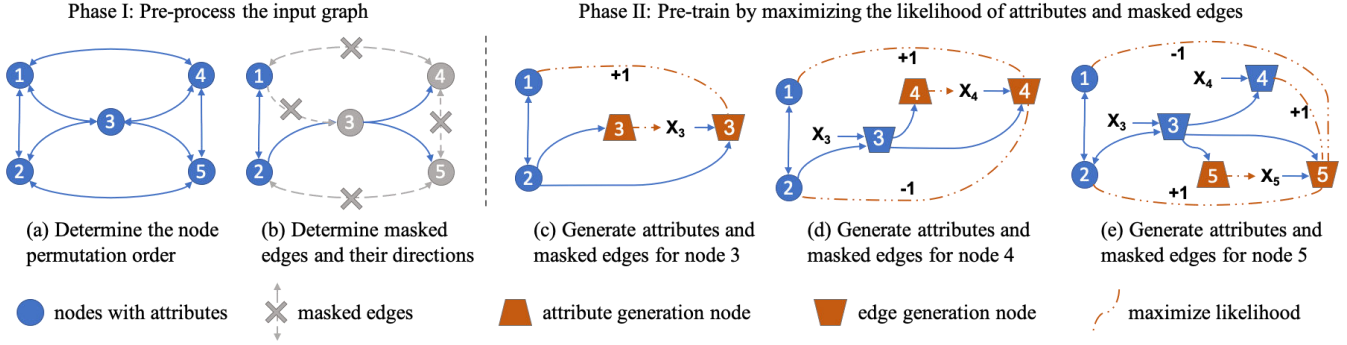 Phase I: Pre-process the input graph
Phase II: Pre-train by maximizing the likelihood of attributes and masked edges
1
4
3
2
5
1
4
3
2
5
1
+1
3
X3
3
2
1
+1
4
X4
4
X3
3
2
-1
1
-1
X4
4
X3
3
+1
2
5
X5
5
+1
(a) Determine the node
permutation order
(b) Determine masked
edges and their directions
(c) Generate attributes and
masked edges for node 3
(d) Generate attributes and
masked edges for node 4
(e) Generate attributes and
masked edges for node 5
nodes with attributes
masked edges
attribute generation node
edge generation node
maximize likelihood